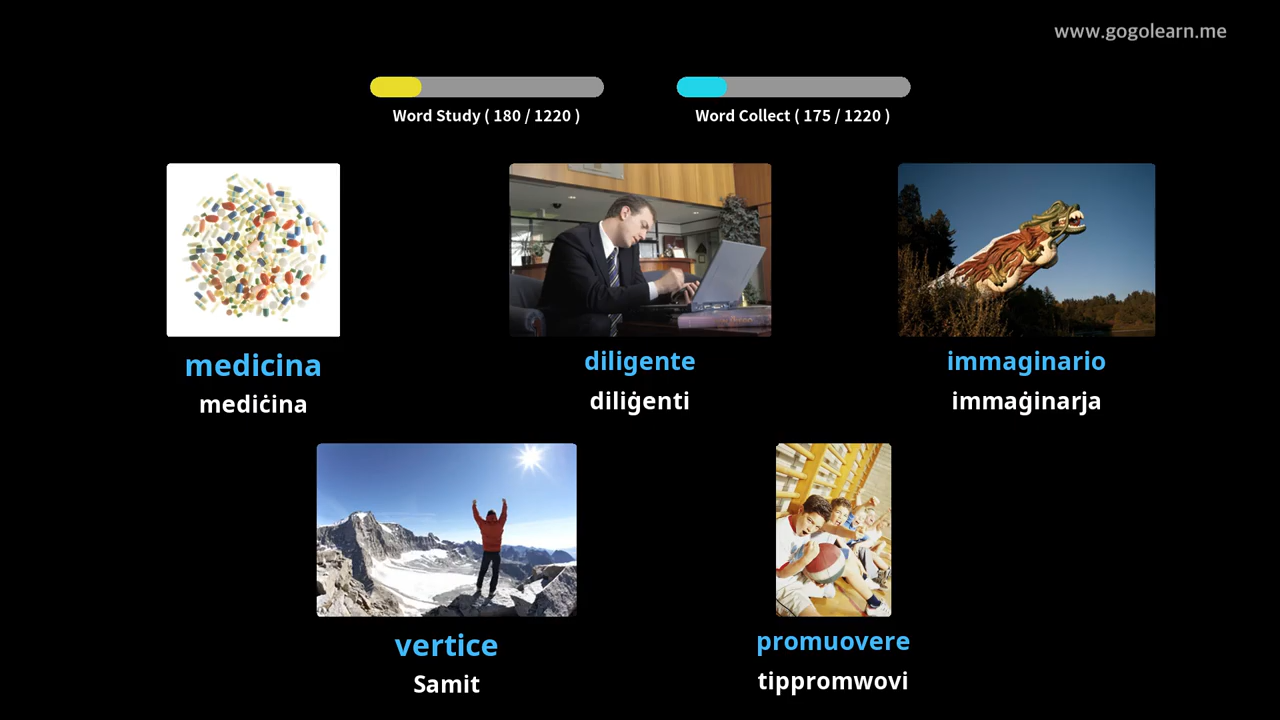 www.gogolearn.me
Word Study ( 180 / 1220 )
Word Collect ( 175 / 1220 )
medicina
mediċina
diligente
diliġenti
immaginario
immaġinarja
vertice
Samit
promuovere
tippromwovi